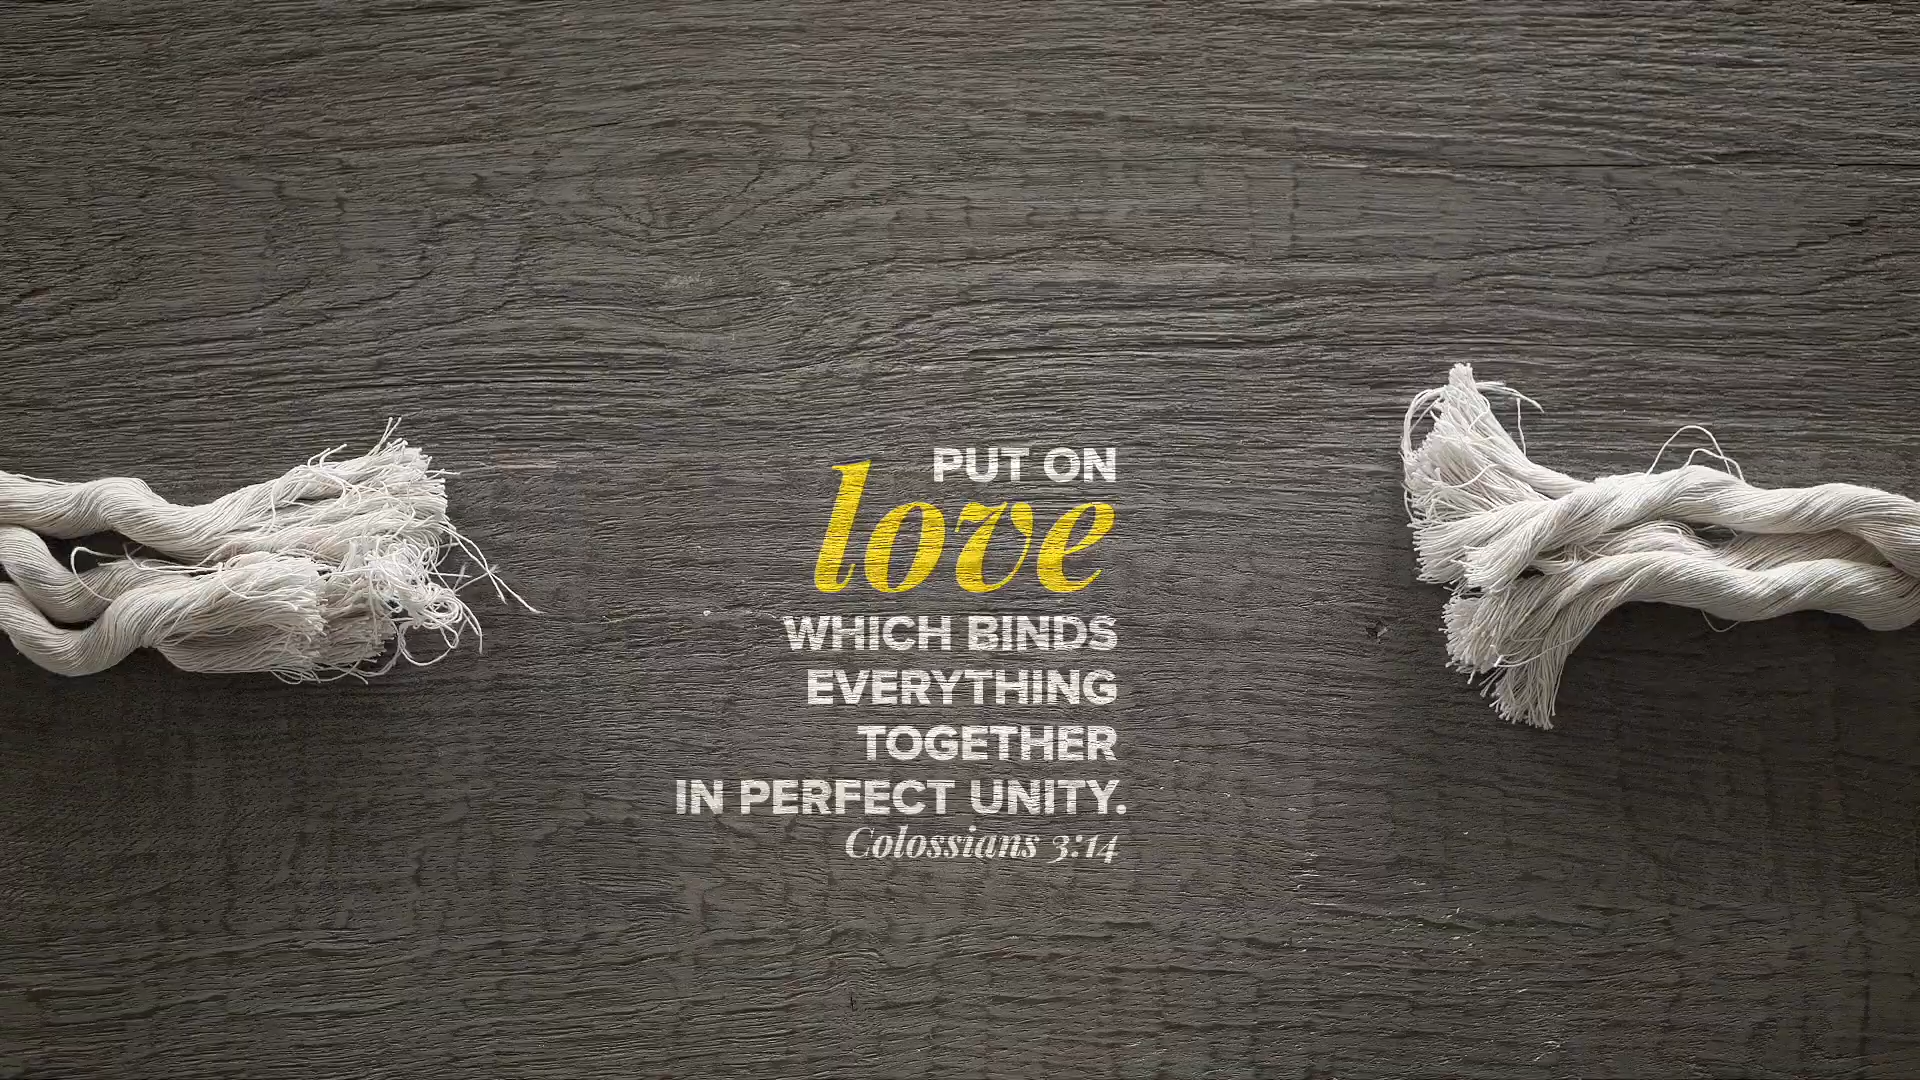 PUT ON
love
WHICH BINDS
EVERYTHING
TOGETHER
IN PERFECT UNITY.
Colossians 3:14